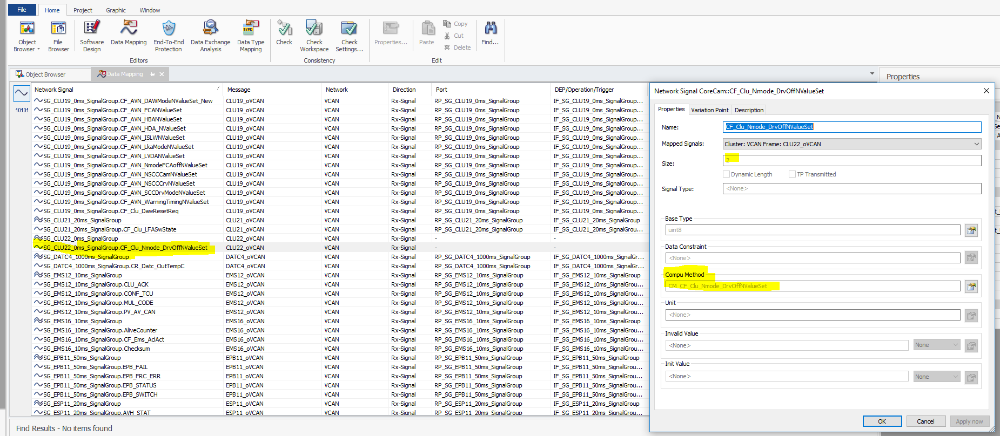 File Home Project Graphic Window
Object Browser
File Browser
Software Design
Data Mapping
End-To-End Protection
Data Exchange Analysis
Data Type Mapping
Check
Check Workspace
Check Settings...
Properties...
Paste
Copy
Cut
Delete
Find...
Editors Consistency Edit
Object Browser Data Mapping
Properties
10101
Network Signal Message Network Direction Port DEP/Operation/Trigger
SG_CLU19_0ms_SignalGroup.CF_AVN_DAWModeNValueSet_New CLU19_oVCAN VCAN Rx-Signal RP_SG_CLU19_0ms_SignalGroup IF_SG_CLU19_0ms_SignalGroup...
SG_CLU19_0ms_SignalGroup.CF_AVN_FCANValueSet CLU19_oVCAN VCAN Rx-Signal RP_SG_CLU19_0ms_SignalGroup IF_SG_CLU19_0ms_SignalGroup...
SG_CLU19_0ms_SignalGroup.CF_AVN_HBANValueSet CLU19_oVCAN VCAN Rx-Signal RP_SG_CLU19_0ms_SignalGroup IF_SG_CLU19_0ms_SignalGroup...
SG_CLU19_0ms_SignalGroup.CF_AVN_HDA_NValueSet CLU19_oVCAN VCAN Rx-Signal RP_SG_CLU19_0ms_SignalGroup IF_SG_CLU19_0ms_SignalGroup...
SG_CLU19_0ms_SignalGroup.CF_AVN_ISLWNValueSet CLU19_oVCAN VCAN Rx-Signal RP_SG_CLU19_0ms_SignalGroup IF_SG_CLU19_0ms_SignalGroup...
SG_CLU19_0ms_SignalGroup.CF_AVN_LkaModeNValueSet CLU19_oVCAN VCAN Rx-Signal RP_SG_CLU19_0ms_SignalGroup IF_SG_CLU19_0ms_SignalGroup...
SG_CLU19_0ms_SignalGroup.CF_AVN_LVDANValueSet CLU19_oVCAN VCAN Rx-Signal RP_SG_CLU19_0ms_SignalGroup IF_SG_CLU19_0ms_SignalGroup...
SG_CLU19_0ms_SignalGroup.CF_AVN_NmodeFCAoffNValueSet CLU19_oVCAN VCAN Rx-Signal RP_SG_CLU19_0ms_SignalGroup IF_SG_CLU19_0ms_SignalGroup...
SG_CLU19_0ms_SignalGroup.CF_AVN_NSCCCamNValueSet CLU19_oVCAN VCAN Rx-Signal RP_SG_CLU19_0ms_SignalGroup IF_SG_CLU19_0ms_SignalGroup...
SG_CLU19_0ms_SignalGroup.CF_AVN_NSCCCrvNValueSet CLU19_oVCAN VCAN Rx-Signal RP_SG_CLU19_0ms_SignalGroup IF_SG_CLU19_0ms_SignalGroup...
SG_CLU19_0ms_SignalGroup.CF_AVN_SCCDrvModeNValueSet CLU19_oVCAN VCAN Rx-Signal RP_SG_CLU19_0ms_SignalGroup IF_SG_CLU19_0ms_SignalGroup...
SG_CLU19_0ms_SignalGroup.CF_AVN_WarningTimingNValueSet CLU19_oVCAN VCAN Rx-Signal RP_SG_CLU19_0ms_SignalGroup IF_SG_CLU19_0ms_SignalGroup...
SG_CLU19_0ms_SignalGroup.CF_Clu_DawResetReq CLU19_oVCAN VCAN Rx-Signal RP_SG_CLU19_0ms_SignalGroup IF_SG_CLU19_0ms_SignalGroup...
SG_CLU21_20ms_SignalGroup CLU21_oVCAN VCAN Rx-Signal RP_SG_CLU21_20ms_SignalGroup IF_SG_CLU21_20ms_SignalGroup
SG_CLU21_20ms_SignalGroup.CF_Clu_LFASwState CLU21_oVCAN VCAN Rx-Signal RP_SG_CLU21_20ms_SignalGroup IF_SG_CLU21_20ms_SignalGrou...
SG_CLU22_0ms_SignalGroup CLU22_oVCAN VCAN Rx-Signal - -
SG_CLU22_0ms_SignalGroup.CF_Clu_Nmode_DrvOffNValueSet CLU22_oVCAN VCAN Rx-Signal - -
SG_DATC4_1000ms_SignalGroup DATC4_oVCAN VCAN Rx-Signal RP_SG_DATC4_1000ms_SignalGroup IF_SG_DATC4_1000ms_SignalGr...
SG_DATC4_1000ms_SignalGroup.CR_Datc_OutTempC DATC4_oVCAN VCAN Rx-Signal RP_SG_DATC4_1000ms_SignalGroup IF_SG_DATC4_1000ms_SignalGr...
SG_EMS12_10ms_SignalGroup EMS12_oVCAN VCAN Rx-Signal RP_SG_EMS12_10ms_SignalGroup IF_SG_EMS12_10ms_SignalGroup
SG_EMS12_10ms_SignalGroup.CLU_ACK EMS12_oVCAN VCAN Rx-Signal RP_SG_EMS12_10ms_SignalGroup IF_SG_EMS12_10ms_SignalGrou...
SG_EMS12_10ms_SignalGroup.CONF_TCU EMS12_oVCAN VCAN Rx-Signal RP_SG_EMS12_10ms_SignalGroup IF_SG_EMS12_10ms_SignalGrou...
SG_EMS12_10ms_SignalGroup.MUL_CODE EMS12_oVCAN VCAN Rx-Signal RP_SG_EMS12_10ms_SignalGroup IF_SG_EMS12_10ms_SignalGrou...
SG_EMS12_10ms_SignalGroup.PV_AV_CAN EMS12_oVCAN VCAN Rx-Signal RP_SG_EMS12_10ms_SignalGroup IF_SG_EMS12_10ms_SignalGrou...
SG_EMS16_10ms_SignalGroup EMS16_oVCAN VCAN Rx-Signal RP_SG_EMS16_10ms_SignalGroup IF_SG_EMS16_10ms_SignalGroup
SG_EMS16_10ms_SignalGroup.AliveCounter EMS16_oVCAN VCAN Rx-Signal RP_SG_EMS16_10ms_SignalGroup IF_SG_EMS16_10ms_SignalGrou...
SG_EMS16_10ms_SignalGroup.CF_Ems_AclAct EMS16_oVCAN VCAN Rx-Signal RP_SG_EMS16_10ms_SignalGroup IF_SG_EMS16_10ms_SignalGrou...
SG_EMS16_10ms_SignalGroup.Checksum EMS16_oVCAN VCAN Rx-Signal RP_SG_EMS16_10ms_SignalGroup IF_SG_EMS16_10ms_SignalGrou...
SG_EPB11_50ms_SignalGroup EPB11_oVCAN VCAN Rx-Signal RP_SG_EPB11_50ms_SignalGroup IF_SG_EPB11_50ms_SignalGroup
SG_EPB11_50ms_SignalGroup.EPB_FAIL EPB11_oVCAN VCAN Rx-Signal RP_SG_EPB11_50ms_SignalGroup IF_SG_EPB11_50ms_SignalGrou...
SG_EPB11_50ms_SignalGroup.EPB_FRC_ERR EPB11_oVCAN VCAN Rx-Signal RP_SG_EPB11_50ms_SignalGroup IF_SG_EPB11_50ms_SignalGrou...
SG_EPB11_50ms_SignalGroup.EPB_STATUS EPB11_oVCAN VCAN Rx-Signal RP_SG_EPB11_50ms_SignalGroup IF_SG_EPB11_50ms_SignalGrou...
SG_EPB11_50ms_SignalGroup.EPB_SWITCH EPB11_oVCAN VCAN Rx-Signal RP_SG_EPB11_50ms_SignalGroup IF_SG_EPB11_50ms_SignalGrou...
SG_ESP11_20ms_SignalGroup ESP11_oVCAN VCAN Rx-Signal RP_SG_ESP11_20ms_SignalGroup IF_SG_ESP11_20ms_SignalGroup
SG_ESP11_20ms_SignalGroup.AVH_STAT ESP11_oVCAN VCAN Rx-Signal RP_SG_ESP11_20ms_SignalGroup IF_SG_ESP11_20ms_SignalGrou...
Find Results - No items found
Network Signal CoreCam::CF_Clu_Nmode_DrvOffNValueSet
Properties Variation Point Description
Name: CF_Clu_Nmode_DrvOffNValueSet
Mapped Signals: Cluster: VCAN Frame: CLU22_oVCAN
Size: 2
Dynamic Length TP Transmitted
Signal Type: <None>
Base Type
uint8
Data Constraint
<None>
Compu Method
CM_CF_Clu_Nmode_DrvOffNValueSet
Unit
<None>
Invalid Value
<None> None
Init Value
<None> None
OK Cancel Apply now